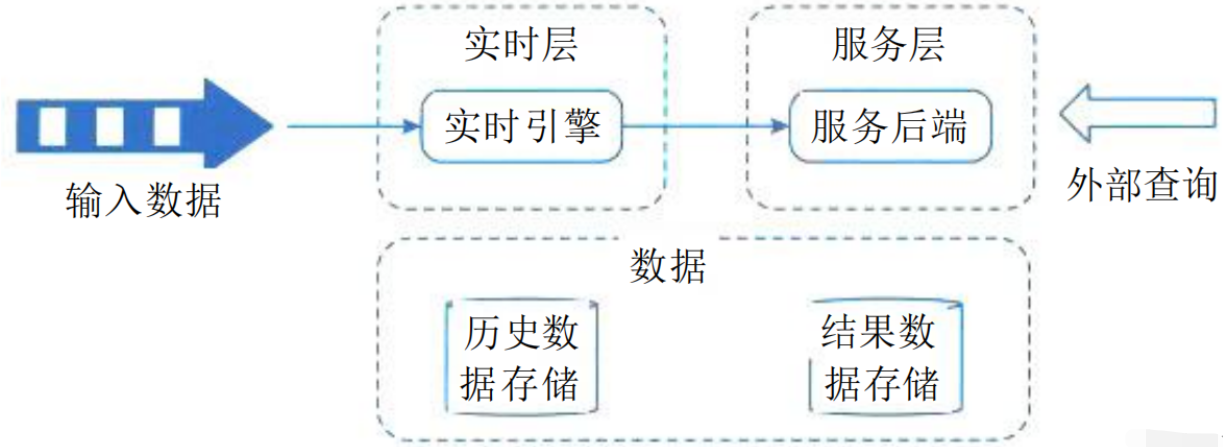 实时层
服务层
实时引擎
服务后端
输入数据
外部查询
数据
历史数
据存储
结果数
据存储